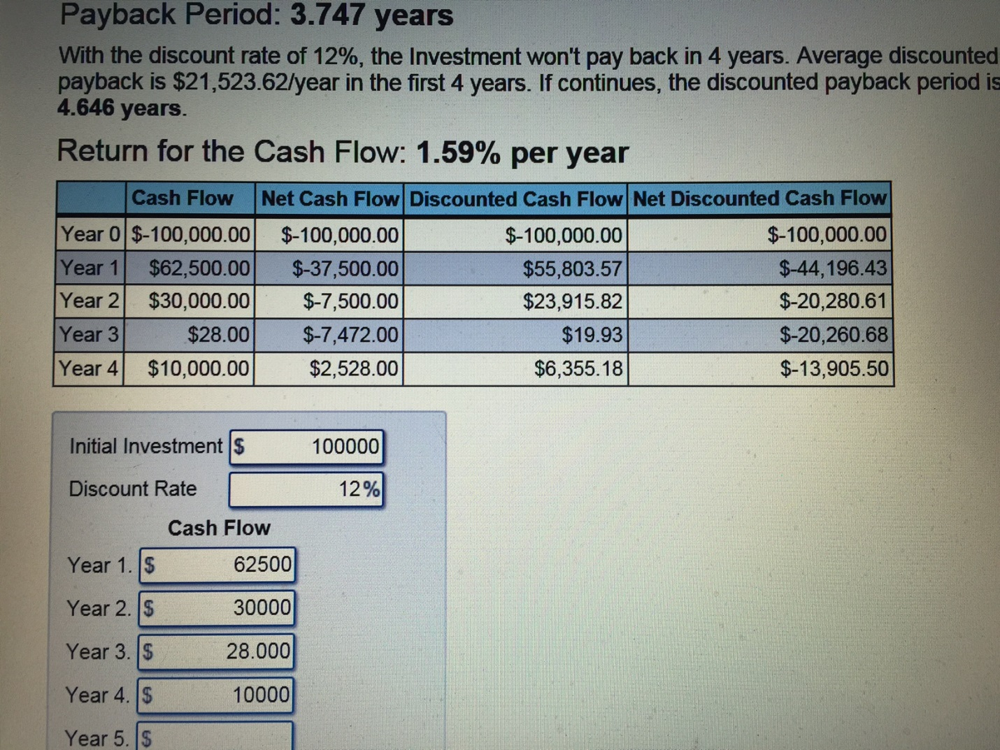 Payback Period: 3.747 years
With the discount rate of 12%, the Investment won't pay back in 4 years. Average discounted
payback is $21,523.62/year in the first 4 years. If continues, the discounted payback period is
4.646 years.
Return for the Cash Flow: 1.59% per year
Cash Flow Net Cash Flow Discounted Cash Flow Net Discounted Cash Flow
Year 0 $-100,000.00 $-100,000.00 $-100,000.00 $-100,000.00
Year 1 $62,500.00 $-37,500.00 $55,803.57 $-44,196.43
Year 2 $30,000.00 $-7,500.00 $23,915.82 $-20,280.61
Year 3 $28.00 $-7,472.00 $19.93 $-20,260.68
Year 4 $10,000.00 $2,528.00 $6,355.18 $-13,905.50
Initial Investment $ 100000
Discount Rate 12%
Cash Flow
Year 1. $ 62500
Year 2. $ 30000
Year 3. $ 28.000
Year 4. $ 10000
Year 5. $